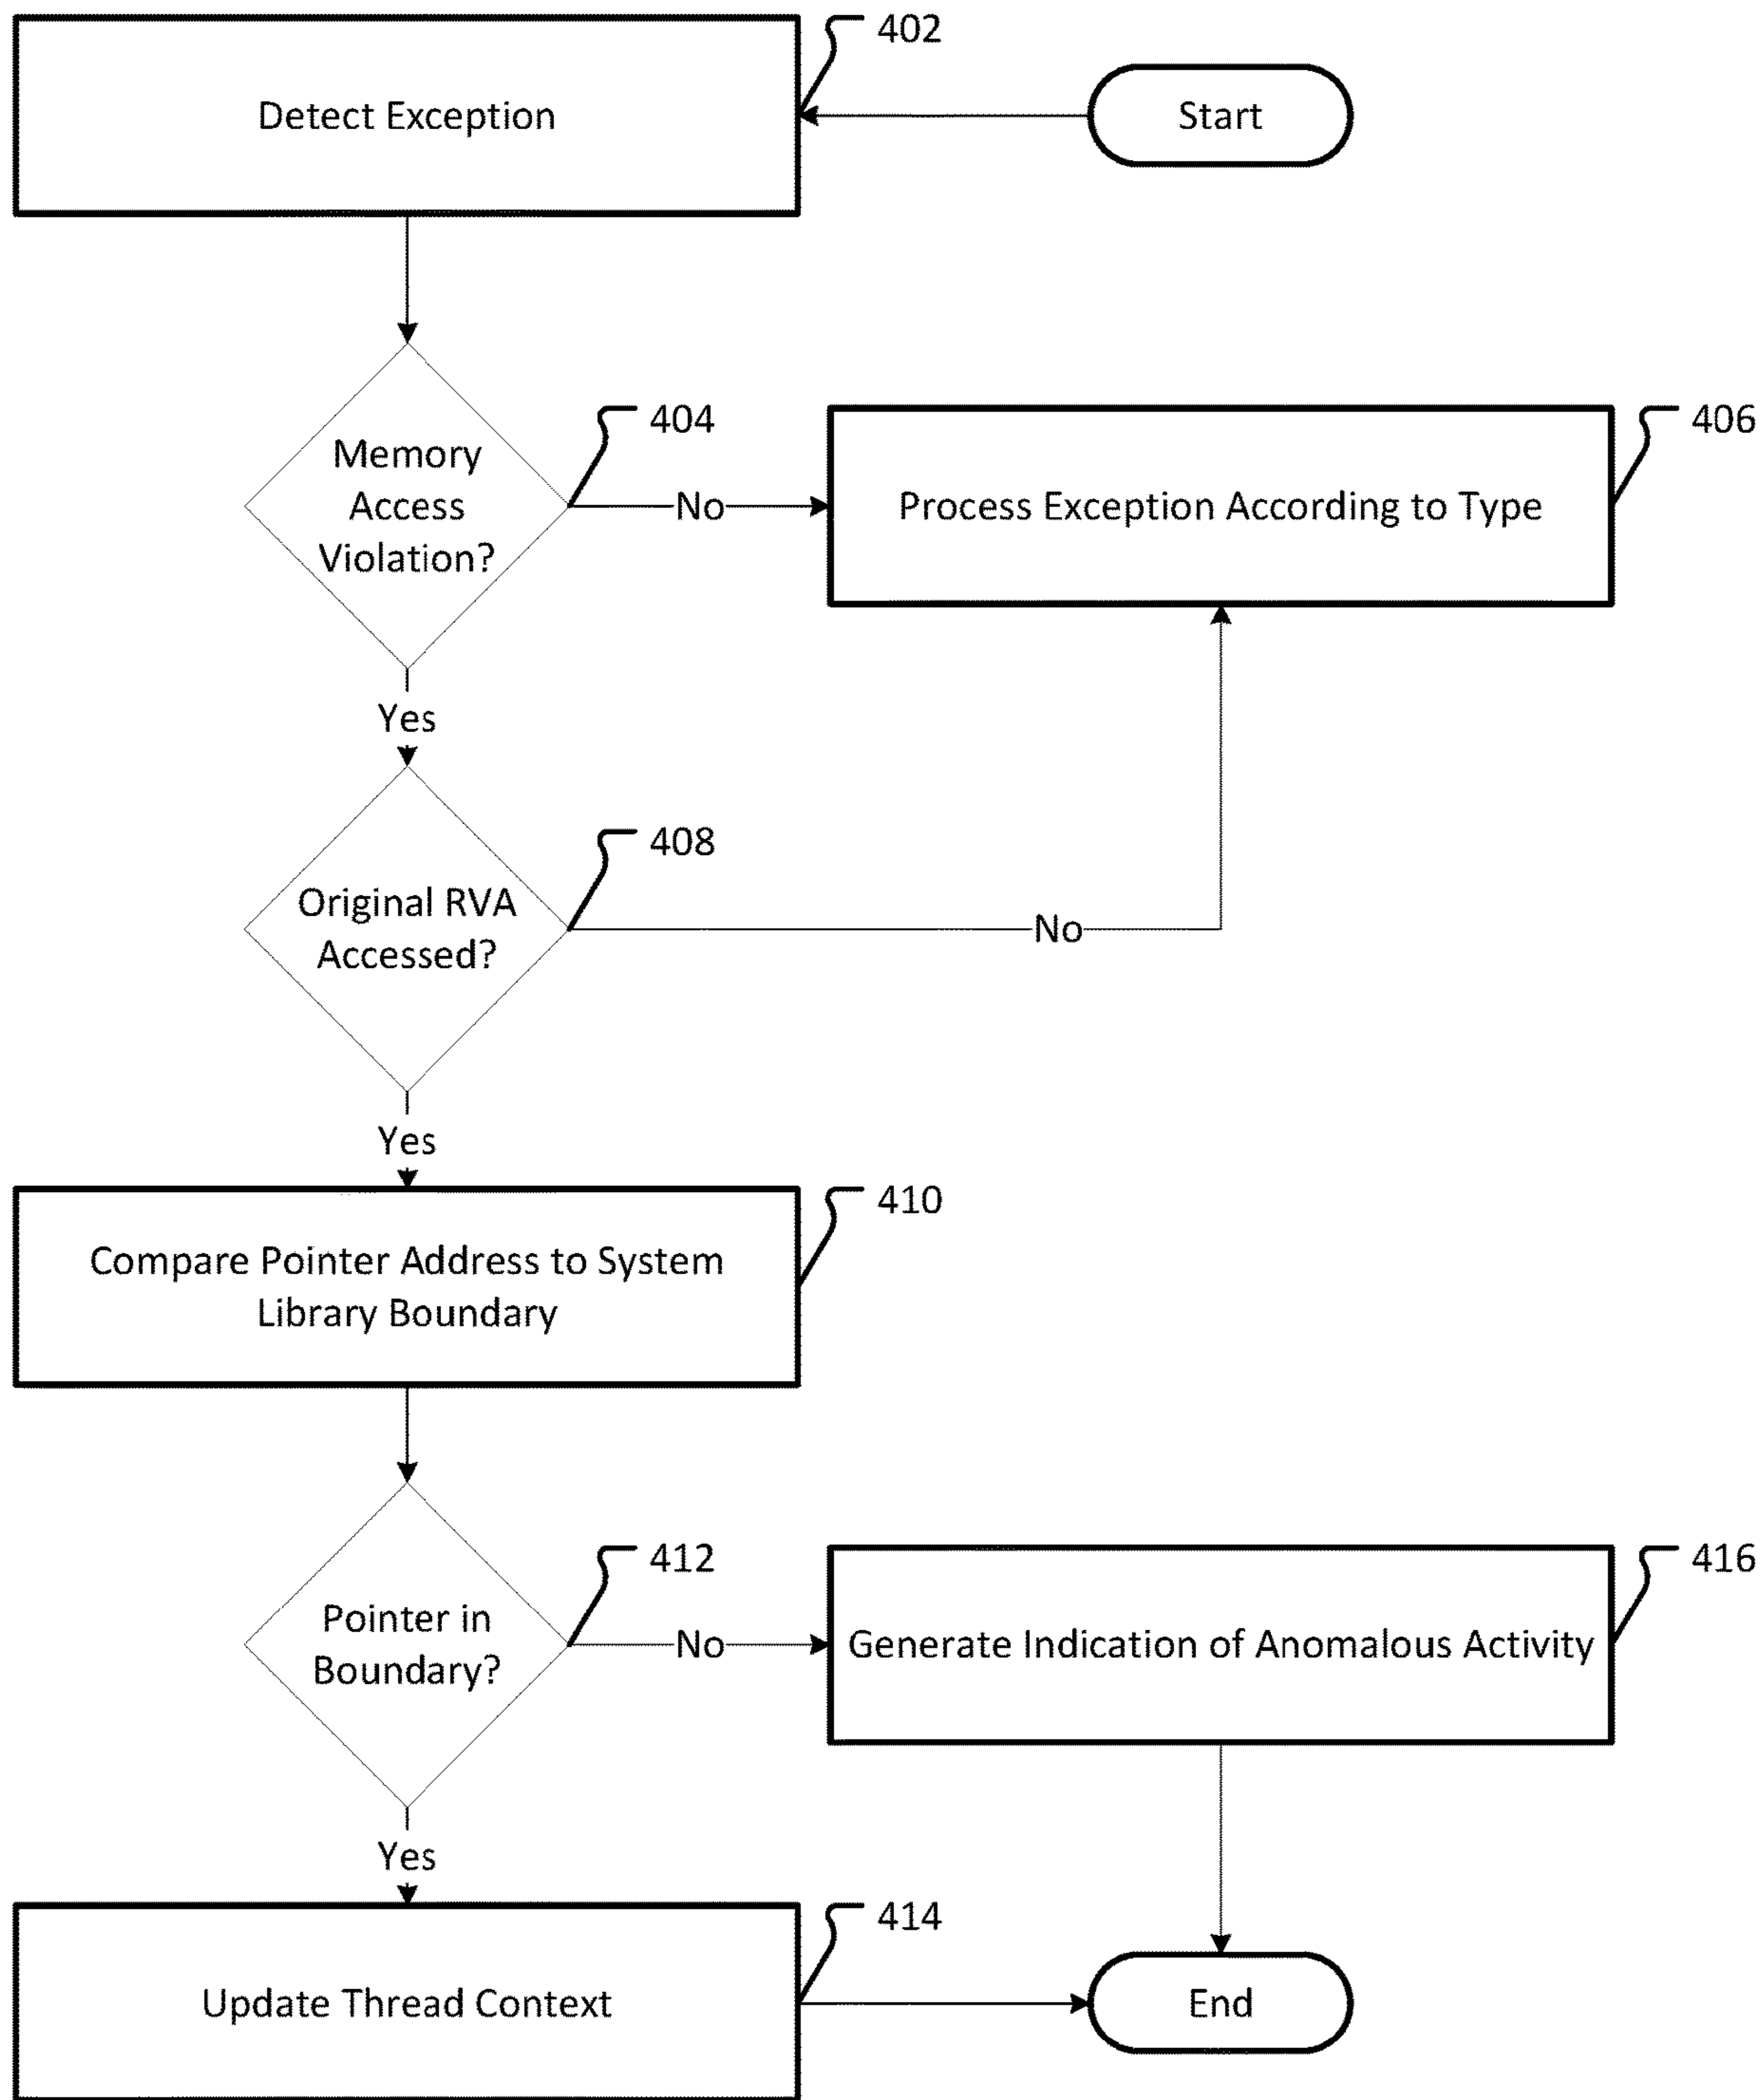 402
Detect Exception
Start
404
406
Memory
Access
Violation?
No
Process Exception According to Type
Yes
408
Original RVA
Accessed?
No
Yes
410
Compare Pointer Address to System
Library Boundary
412
416
Pointer in
Boundary?
No
Generate Indication of Anomalous Activity
Yes
414
Update Thread Context
End